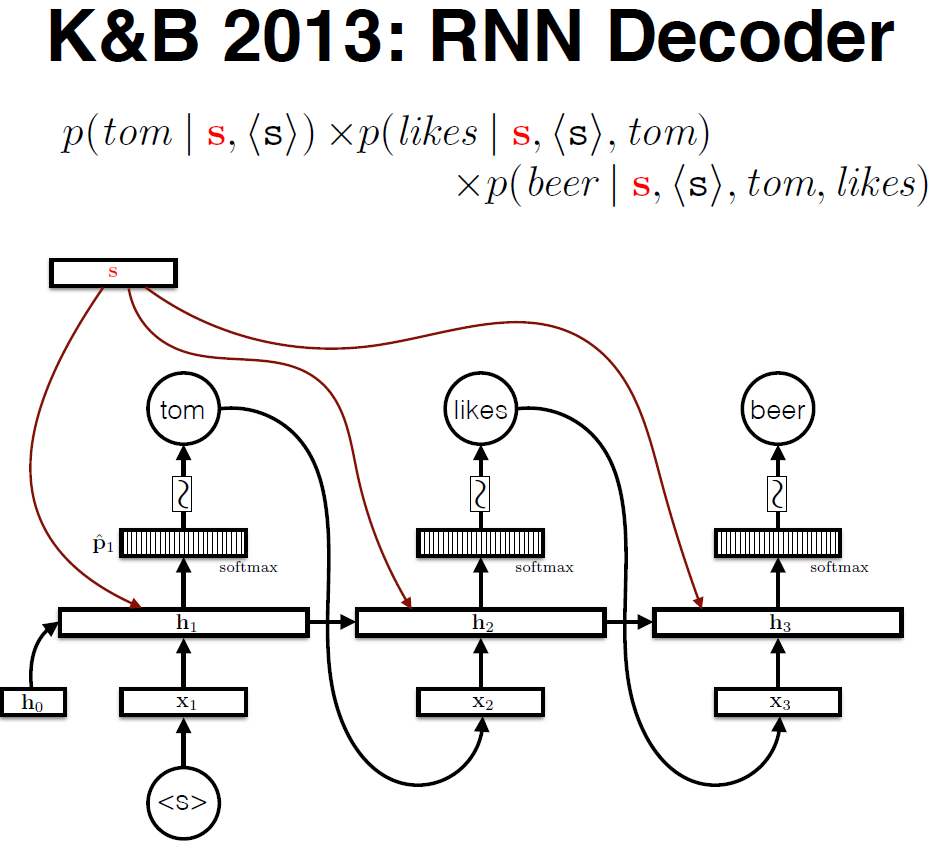 K&B 2013: RNN Decoder
p(tom | s, ⟨s⟩) ×p(likes | s, ⟨s⟩, tom)
×p(beer | s, ⟨s⟩, tom, likes)
s
tom likes beer
p̂₁
softmax softmax softmax
h₁ h₂ h₃
h₀ x₁ x₂ x₃
<s>